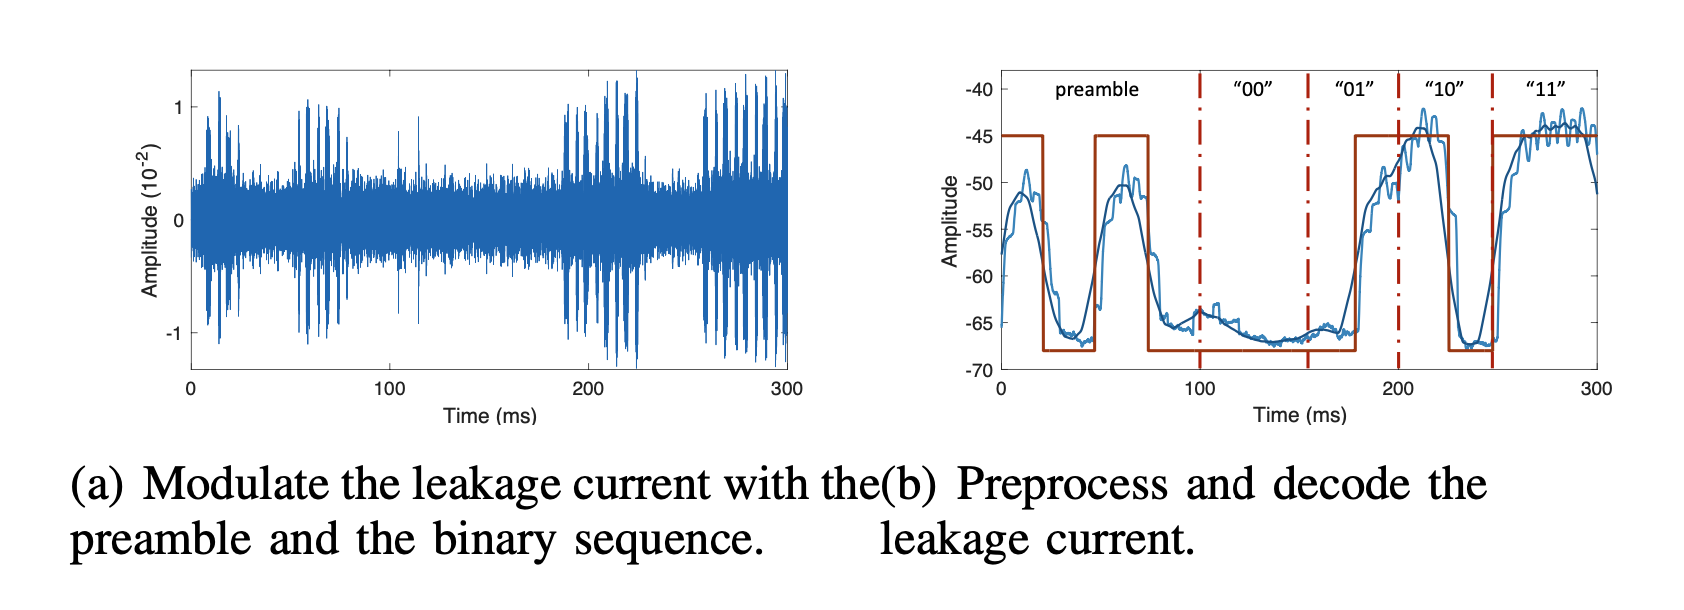 1
0
-1
Amplitude (10-2)
0
100
200
300
Time (ms)
preamble
“00”
“01”
“10”
“11”
-40
-45
-50
-55
-60
-65
-70
Amplitude
0
100
200
300
Time (ms)
(a) Modulate the leakage current with the
preamble and the binary sequence.
(b) Preprocess and decode the
leakage current.